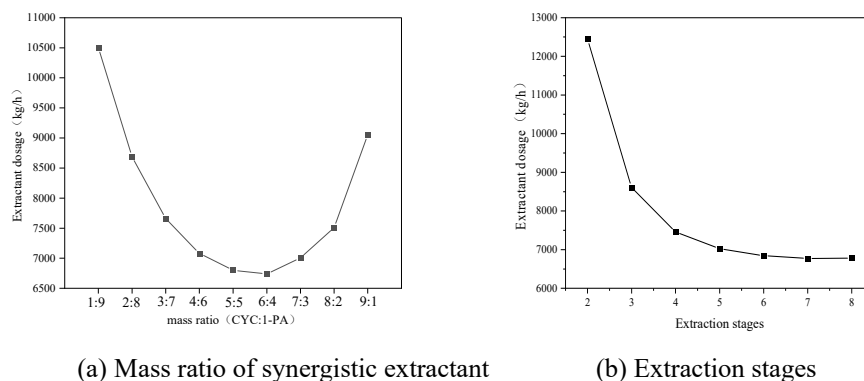 11000
10500
10000
9500
9000
8500
8000
7500
7000
6500
Extractant dosage（kg/h）
1:9 2:8 3:7 4:6 5:5 6:4 7:3 8:2 9:1
mass ratio（CYC:1-PA）
(a) Mass ratio of synergistic extractant
13000
12000
11000
10000
9000
8000
7000
6000
Extractant dosage（kg/h）
2 3 4 5 6 7 8
Extraction stages
(b) Extraction stages